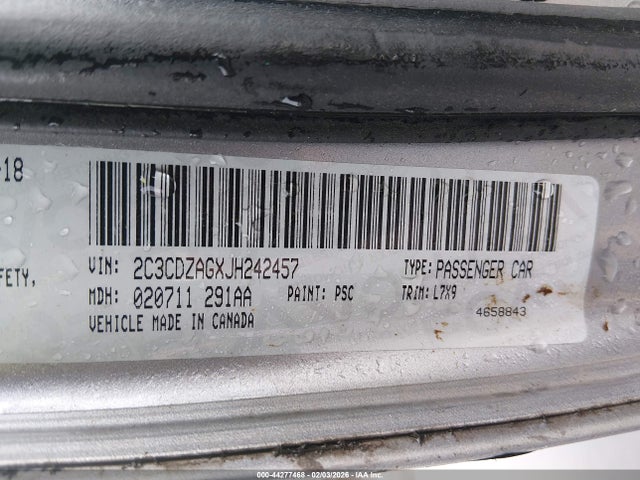 -18
VIN: 2C3CDZAGXJH242457 TYPE: PASSENGER CAR
AFETY,
MDH: 020711 291AA PAINT: PSC TRIM: L7X9
VEHICLE MADE IN CANADA 4658843
000-44277468 - 02/03/2026 - IAA Inc.